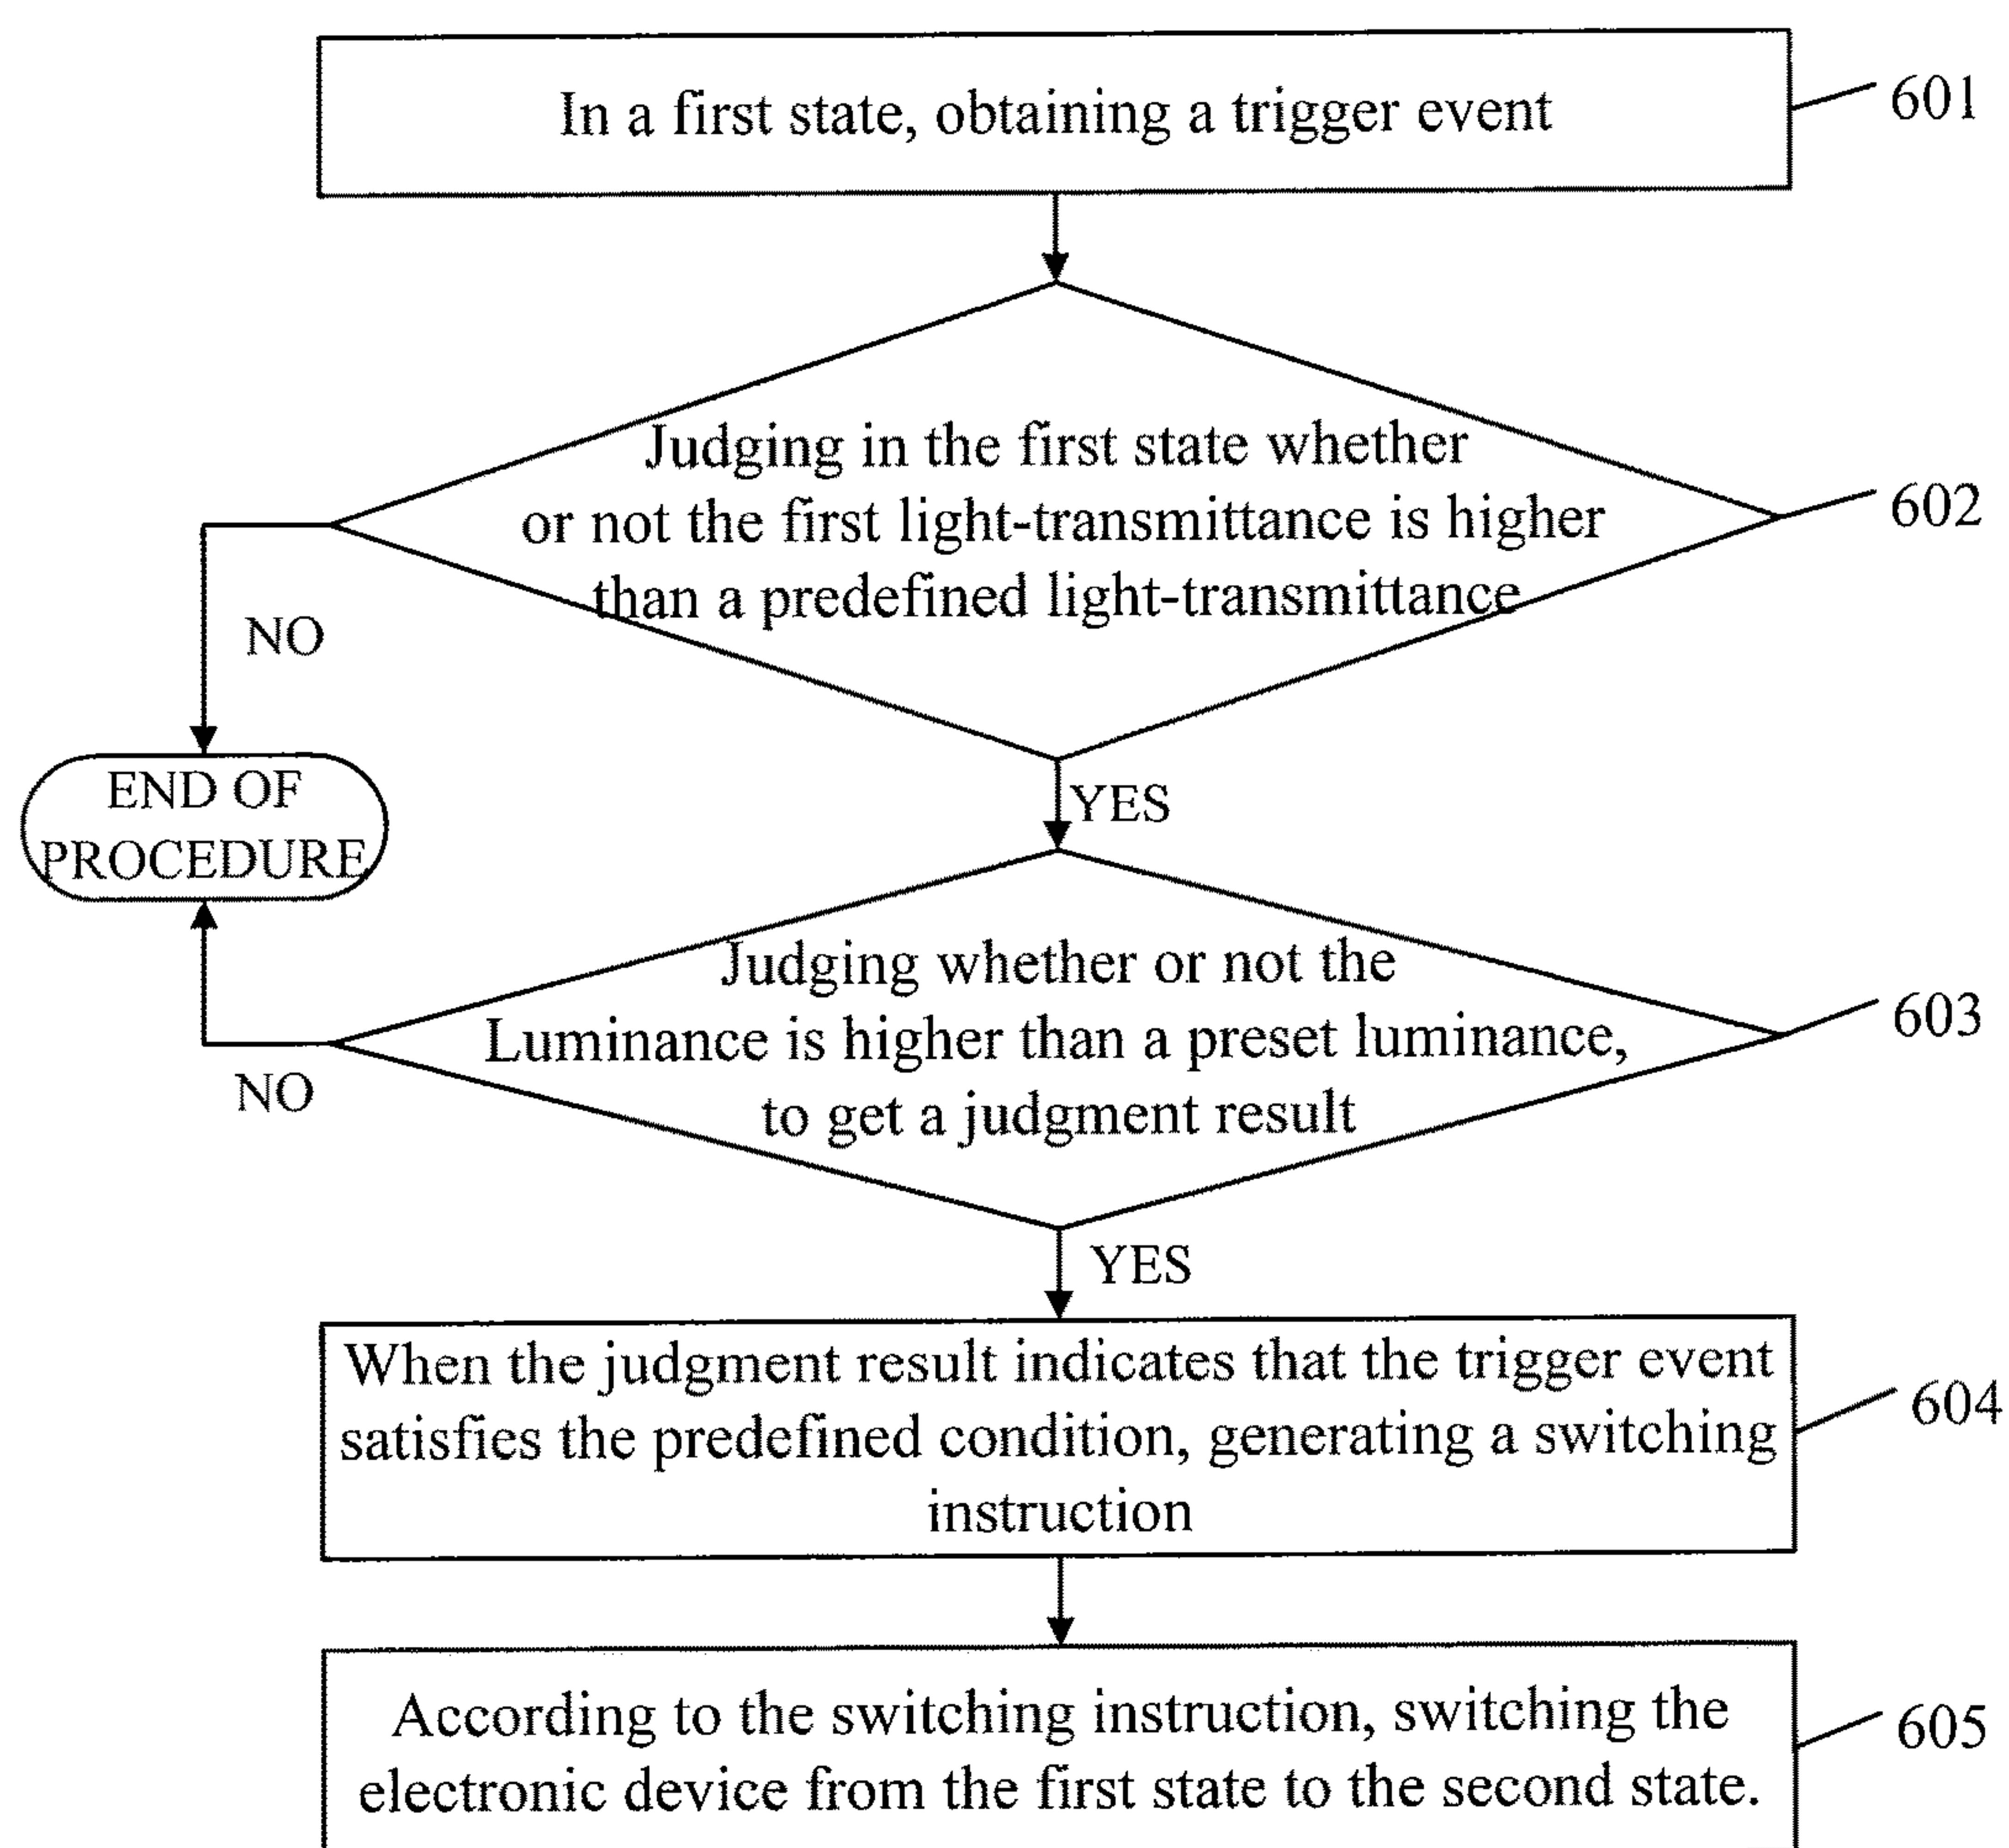 In a first state, obtaining a trigger event
601
Judging in the first state whether
or not the first light-transmittance is higher
than a predefined light-transmittance
602
NO
END OF
PROCEDURE
YES
Judging whether or not the
Luminance is higher than a preset luminance,
to get a judgment result
603
NO
YES
When the judgment result indicates that the trigger event
satisfies the predefined condition, generating a switching
instruction
604
According to the switching instruction, switching the
electronic device from the first state to the second state.
605